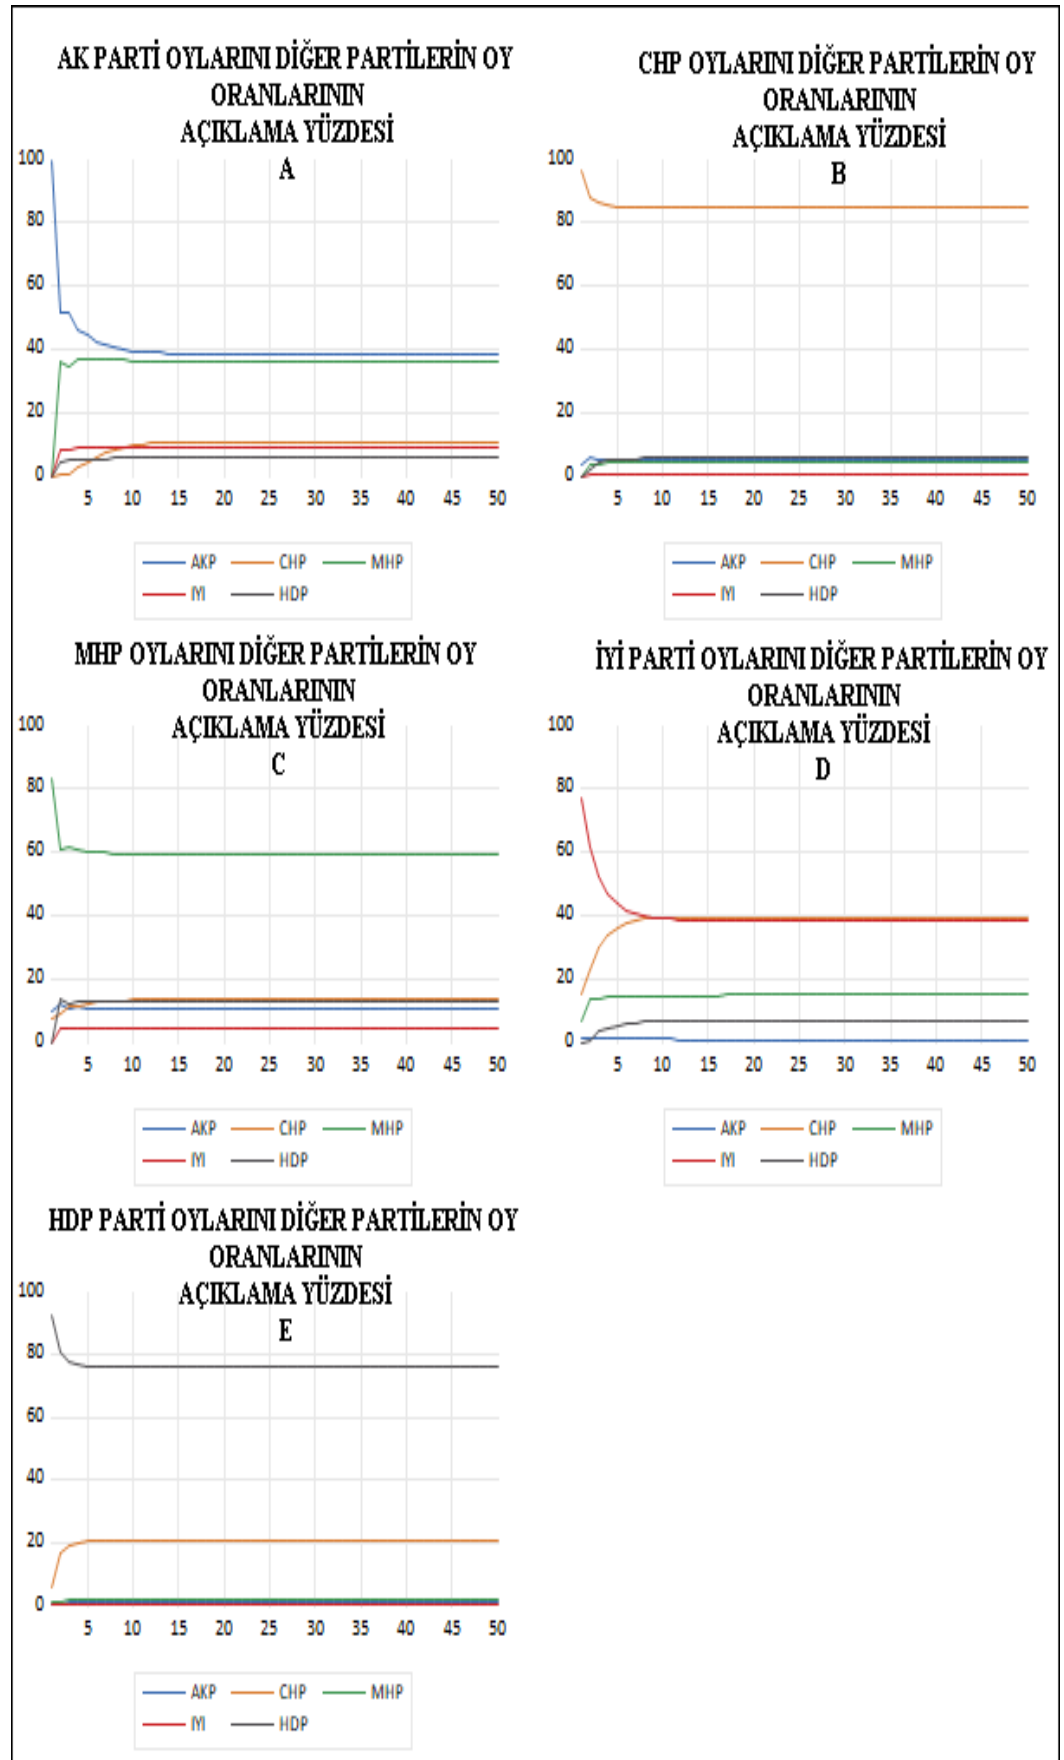 AK PARTİ OYLARINI DİĞER PARTİLERİN OY
ORANLARININ
AÇIKLAMA YÜZDESİ
A
100
80
60
40
20
0
5 10 15 20 25 30 35 40 45 50
AKP CHP MHP
IYI HDP
CHP OYLARINI DİĞER PARTİLERİN OY
ORANLARININ
AÇIKLAMA YÜZDESİ
B
100
80
60
40
20
0
5 10 15 20 25 30 35 40 45 50
AKP CHP MHP
IYI HDP
MHP OYLARINI DİĞER PARTİLERİN OY
ORANLARININ
AÇIKLAMA YÜZDESİ
C
100
80
60
40
20
0
5 10 15 20 25 30 35 40 45 50
AKP CHP MHP
IYI HDP
İYİ PARTİ OYLARINI DİĞER PARTİLERİN OY
ORANLARININ
AÇIKLAMA YÜZDESİ
D
100
80
60
40
20
0
5 10 15 20 25 30 35 40 45 50
AKP CHP MHP
IYI HDP
HDP PARTİ OYLARINI DİĞER PARTİLERİN OY
ORANLARININ
AÇIKLAMA YÜZDESİ
E
100
80
60
40
20
0
5 10 15 20 25 30 35 40 45 50
AKP CHP MHP
IYI HDP